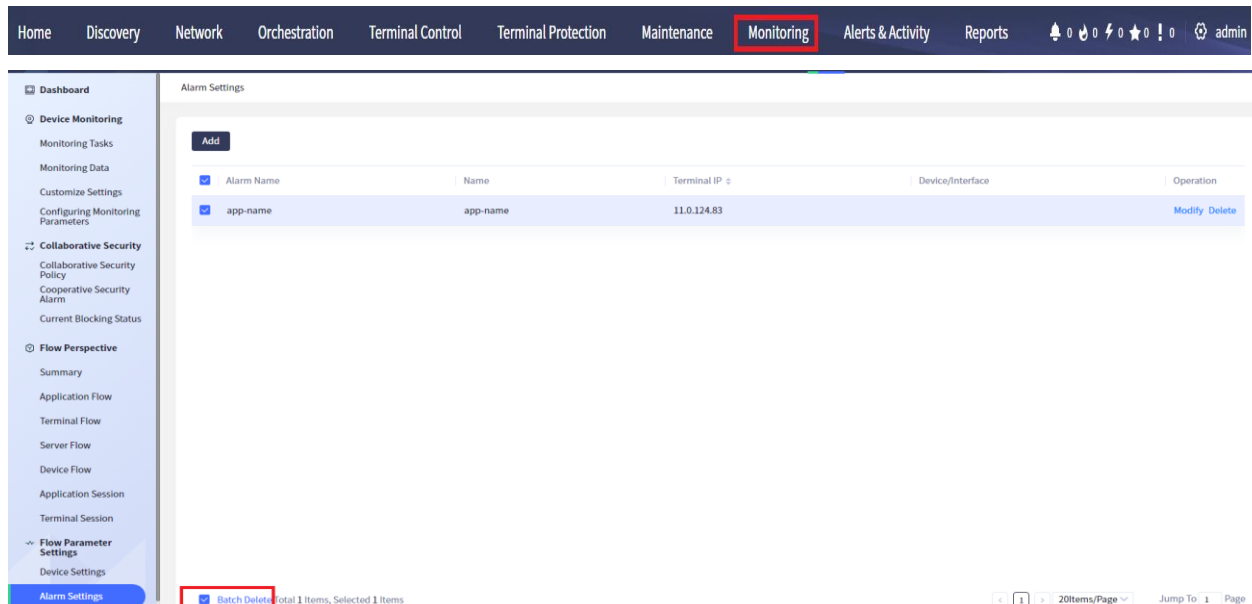 Home Discovery Network Orchestration Terminal Control Terminal Protection Maintenance Monitoring Alerts & Activity Reports 0 0 0 0 0 admin
Dashboard
Device Monitoring
Monitoring Tasks
Monitoring Data
Customize Settings
Configuring Monitoring
Parameters
Collaborative Security
Collaborative Security
Policy
Cooperative Security
Alarm
Current Blocking Status
Flow Perspective
Summary
Application Flow
Terminal Flow
Server Flow
Device Flow
Application Session
Terminal Session
Flow Parameter
Settings
Device Settings
Alarm Settings
Alarm Settings
Add
Alarm Name Name Terminal IP Device/Interface Operation
app-name app-name 11.0.124.83 Modify Delete
Batch Delete Total 1 Items, Selected 1 Items < 1 > 20Items/Page Jump To 1 Page